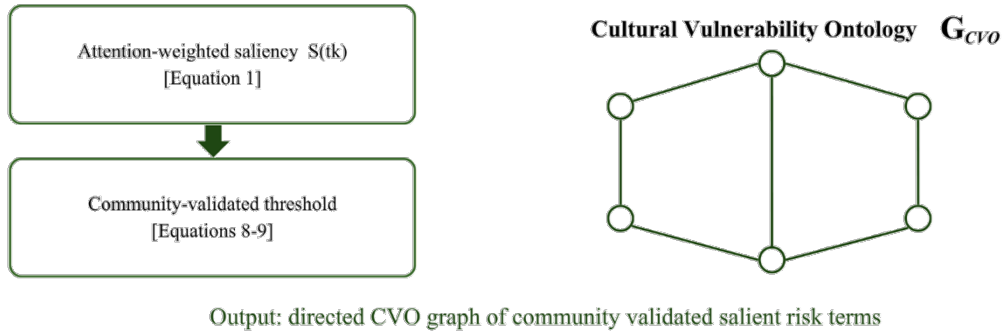 Attention-weighted saliency S(tk)
[Equation 1]
Community-validated threshold
[Equations 8-9]
Cultural Vulnerability Ontology G_CVO
Output: directed CVO graph of community validated salient risk terms